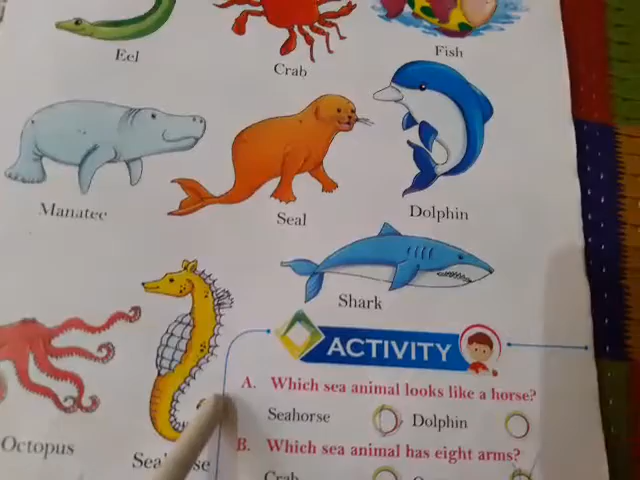 Eel
Crab
Fish
Manatee
Seal
Dolphin
Shark
Octopus
ACTIVITY
A. Which sea animal looks like a horse?
Seahorse Dolphin
B. Which sea animal has eight arms?
Crab